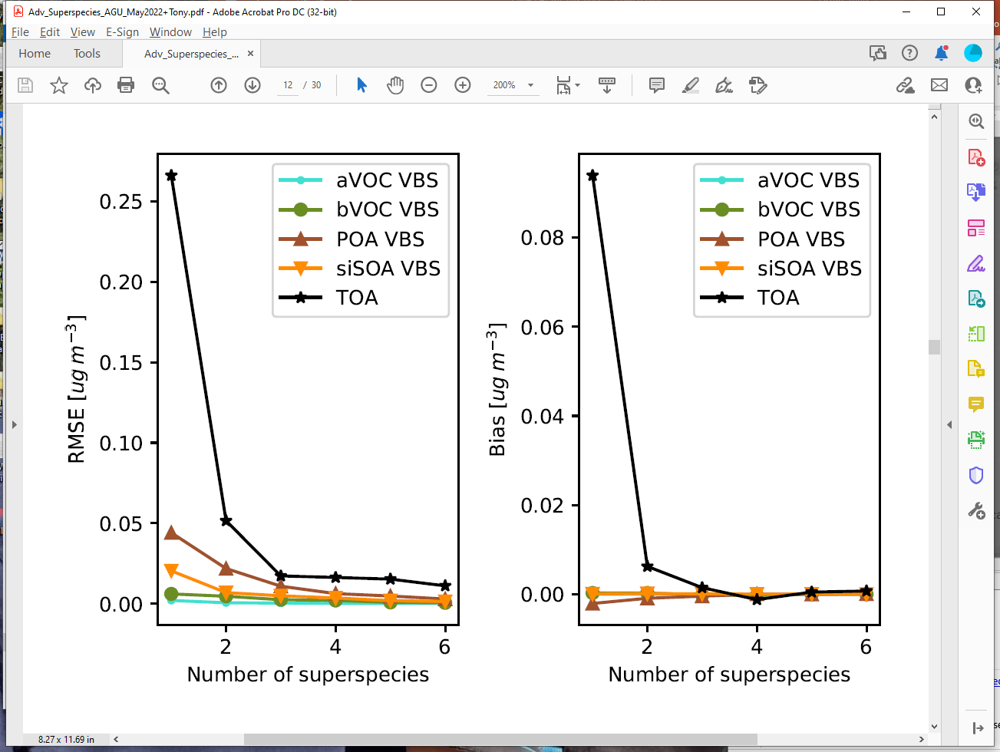 Adv_Superspecies_AGU_May2022+Tony.pdf - Adobe Acrobat Pro DC (32-bit)
File Edit View E-Sign Window Help
Home Tools Adv_Superspecies_... ×
12 / 30 200%
0.25
0.20
0.15
0.10
0.05
0.00
RMSE [ug m⁻³]
aVOC VBS
bVOC VBS
POA VBS
siSOA VBS
TOA
2 4 6
Number of superspecies
0.08
0.06
0.04
0.02
0.00
Bias [ug m⁻³]
aVOC VBS
bVOC VBS
POA VBS
siSOA VBS
TOA
2 4 6
Number of superspecies
8.27 x 11.69 in